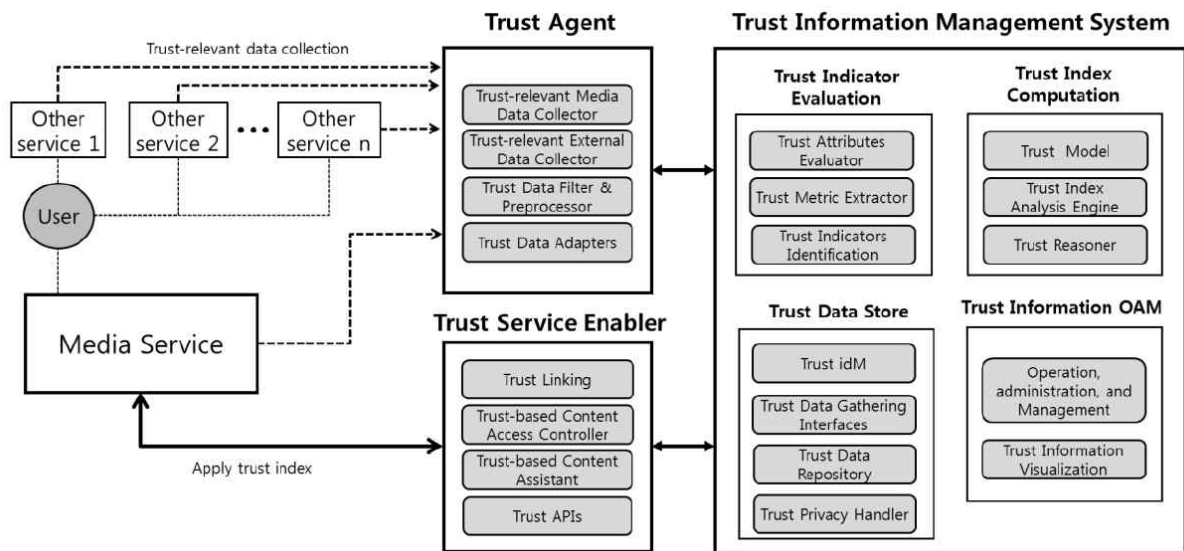 Trust Agent
Trust Information Management System
Trust-relevant data collection
Other
service 1
Other
service 2
•••
Other
service n
User
Media Service
Apply trust index
Trust-relevant Media
Data Collector
Trust-relevant External
Data Collector
Trust Data Filter &
Preprocessor
Trust Data Adapters
Trust Service Enabler
Trust Linking
Trust-based Content
Access Controller
Trust-based Content
Assistant
Trust APIs
Trust Indicator
Evaluation
Trust Attributes
Evaluator
Trust Metric Extractor
Trust Indicators
Identification
Trust Index
Computation
Trust Model
Trust Index
Analysis Engine
Trust Reasoner
Trust Data Store
Trust idM
Trust Data Gathering
Interfaces
Trust Data
Repository
Trust Privacy Handler
Trust Information OAM
Operation,
administration, and
Management
Trust Information
Visualization